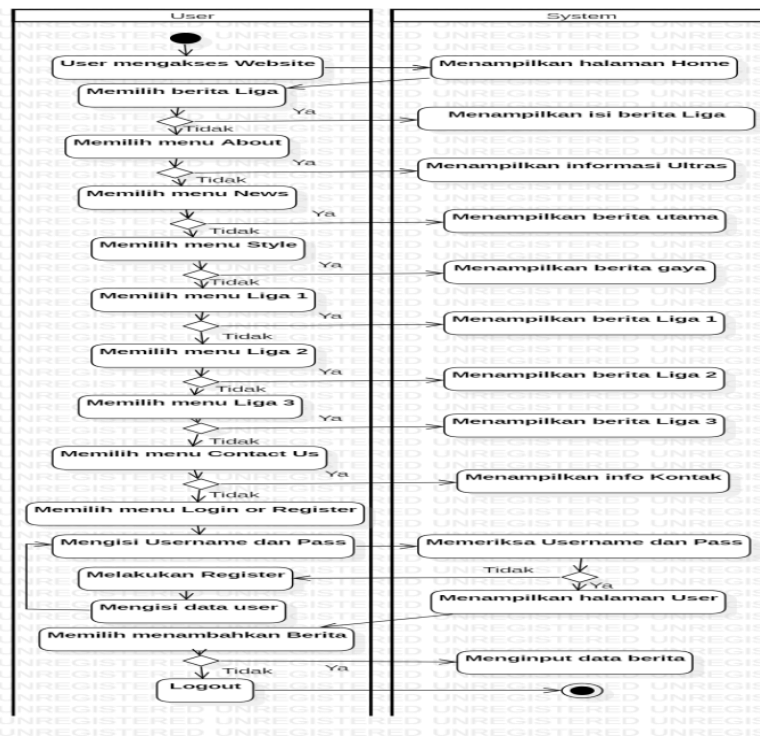 User
System
User mengakses Website
Menampilkan halaman Home
Memilih berita Liga
Ya
Menampilkan isi berita Liga
Tidak
Memilih menu About
Ya
Menampilkan informasi Ultras
Tidak
Memilih menu News
Ya
Menampilkan berita utama
Tidak
Memilih menu Style
Ya
Menampilkan berita gaya
Tidak
Memilih menu Liga 1
Ya
Menampilkan berita Liga 1
Tidak
Memilih menu Liga 2
Ya
Menampilkan berita Liga 2
Tidak
Memilih menu Liga 3
Ya
Menampilkan berita Liga 3
Tidak
Memilih menu Contact Us
Ya
Menampilkan info Kontak
Tidak
Memilih menu Login or Register
Mengisi Username dan Pass
Memeriksa Username dan Pass
Tidak
Melakukan Register
Ya
Mengisi data user
Menampilkan halaman User
Memilih menambahkan Berita
Ya
Menginput data berita
Tidak
Logout
UNREGISTERED